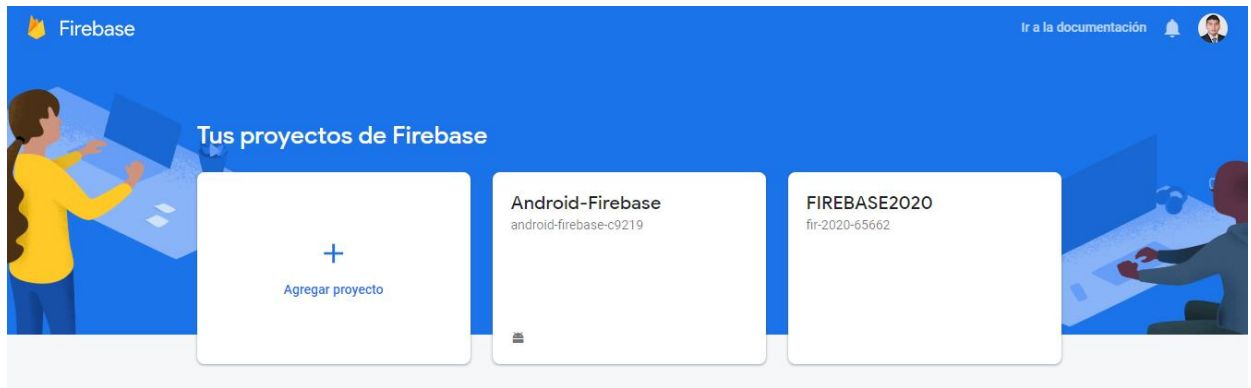 Firebase
Ir a la documentación
Tus proyectos de Firebase
Agregar proyecto
Android-Firebase
android-firebase-c9219
FIREBASE2020
fir-2020-65662